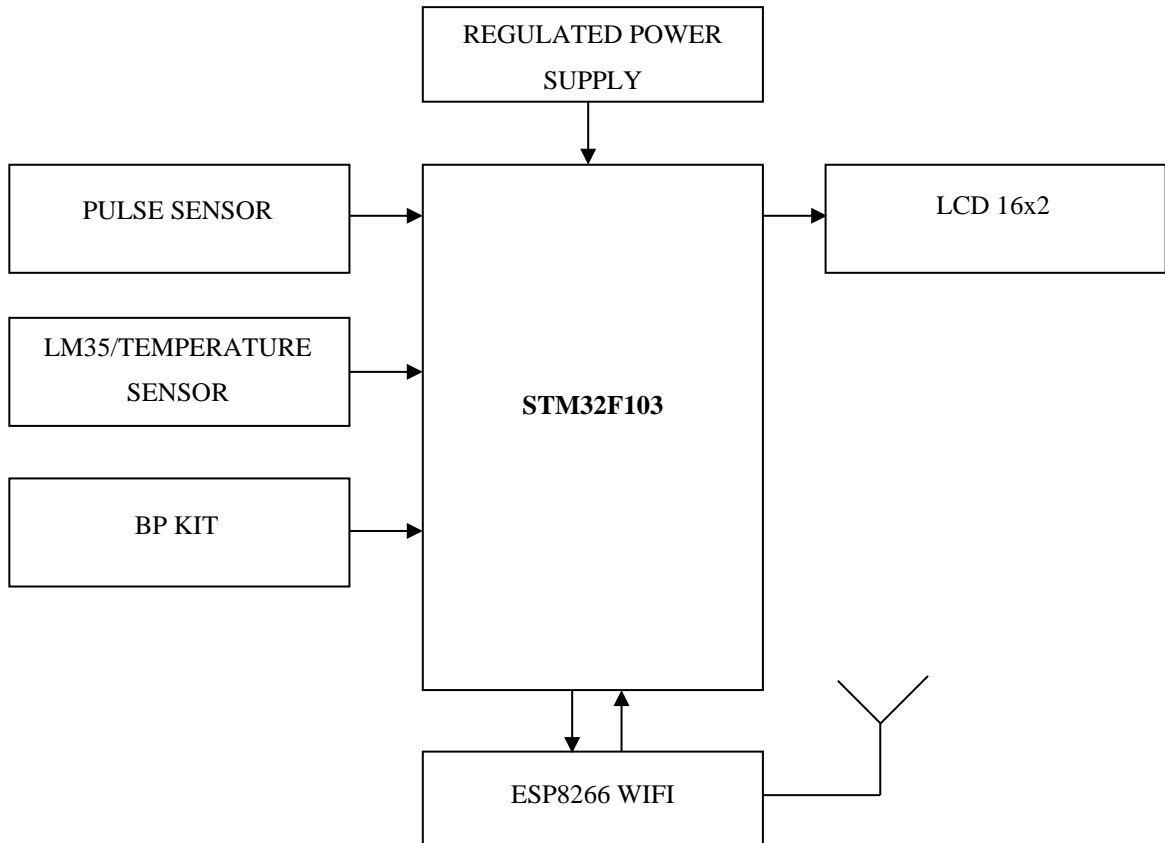 REGULATED POWER
SUPPLY
PULSE SENSOR
LCD 16x2
LM35/TEMPERATURE
SENSOR
STM32F103
BP KIT
ESP8266 WIFI